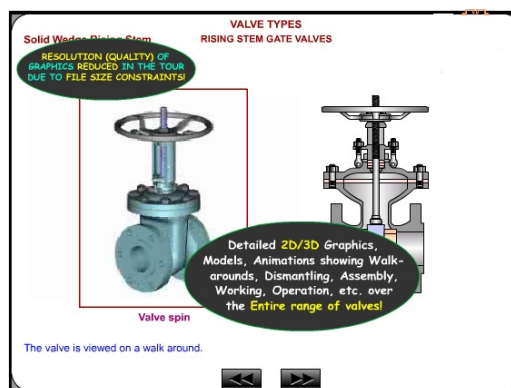 VALVE TYPES
Solid Wedge Rising Stem
RISING STEM GATE VALVES
RESOLUTION (QUALITY) OF
GRAPHICS REDUCED IN THE TOUR
DUE TO FILE SIZE CONSTRAINTS!
Detailed 2D/3D Graphics,
Models, Animations showing Walk-
arounds, Dismantling, Assembly,
Working, Operation, etc. over
the Entire range of valves!
Valve spin
The valve is viewed on a walk around.